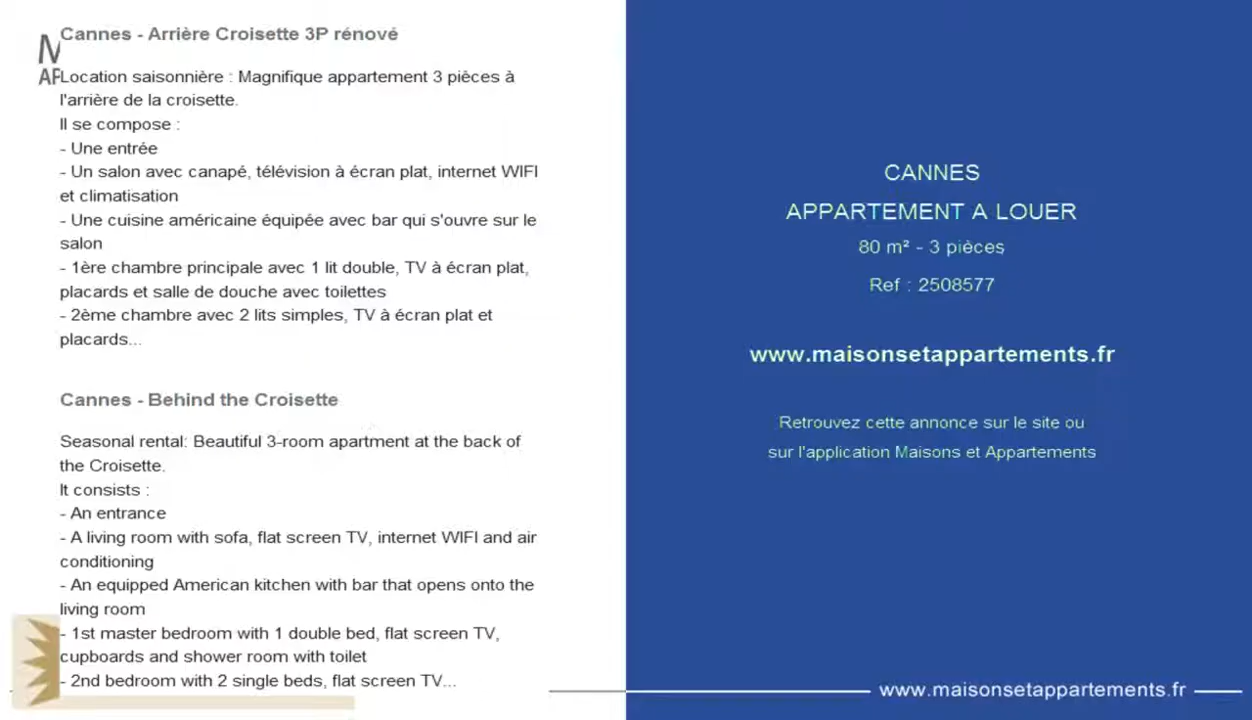 Cannes - Arrière Croisette 3P rénové
Location saisonnière : Magnifique appartement 3 pièces à
l'arrière de la croisette.
Il se compose :
- Une entrée
- Un salon avec canapé, télévision à écran plat, internet WIFI
et climatisation
- Une cuisine américaine équipée avec bar qui s'ouvre sur le
salon
- 1ère chambre principale avec 1 lit double, TV à écran plat,
placards et salle de douche avec toilettes
- 2ème chambre avec 2 lits simples, TV à écran plat et
placards...
Cannes - Behind the Croisette
Seasonal rental: Beautiful 3-room apartment at the back of
the Croisette.
It consists :
- An entrance
- A living room with sofa, flat screen TV, internet WIFI and air
conditioning
- An equipped American kitchen with bar that opens onto the
living room
- 1st master bedroom with 1 double bed, flat screen TV,
cupboards and shower room with toilet
- 2nd bedroom with 2 single beds, flat screen TV...
CANNES
APPARTEMENT A LOUER
80 m² - 3 pièces
Ref : 2508577
www.maisonsetappartements.fr
Retrouvez cette annonce sur le site ou
sur l'application Maisons et Appartements
www.maisonsetappartements.fr